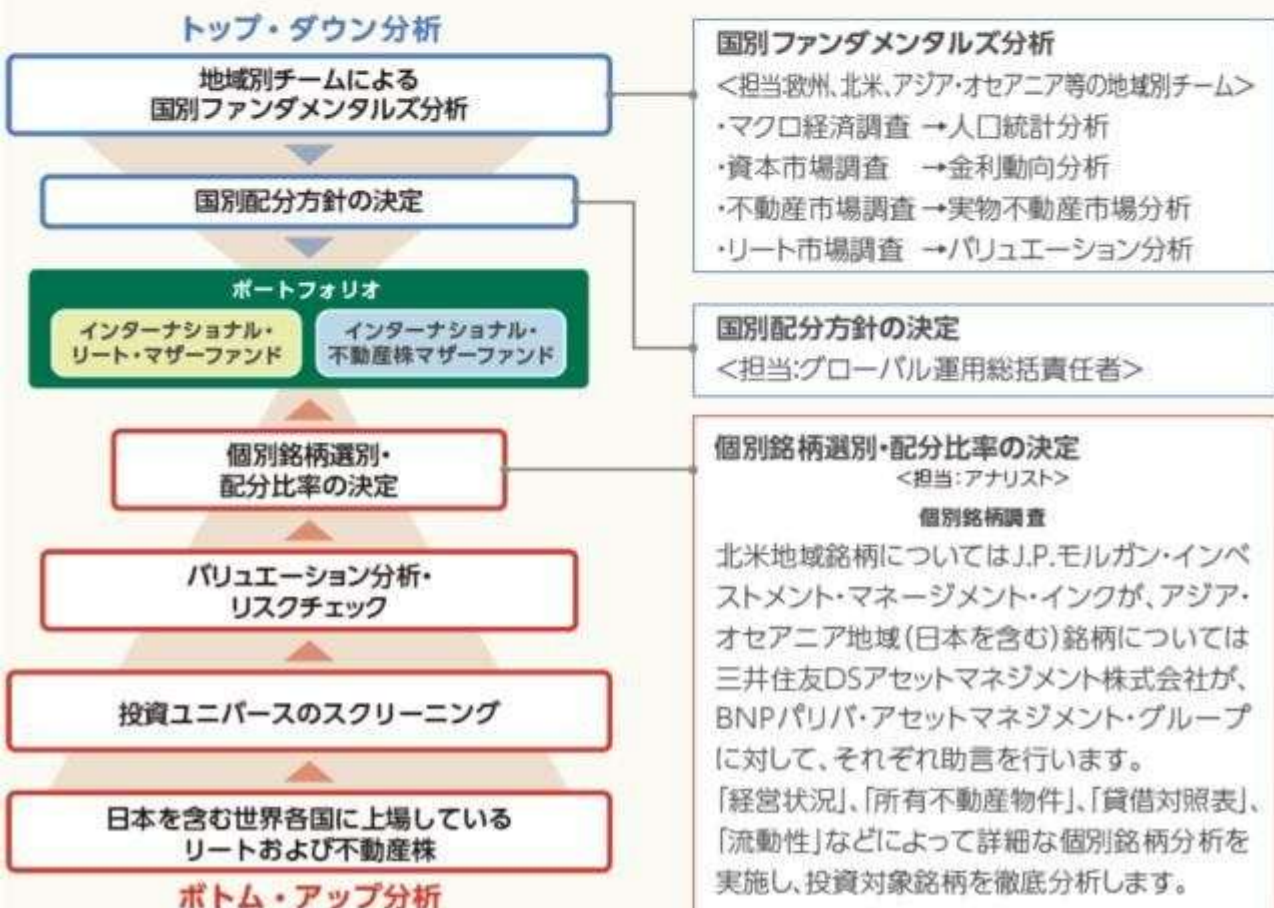 トップ・ダウン分析
地域別チームによる
国別ファンダメンタルズ分析
国別配分方針の決定
ポートフォリオ
インターナショナル・
リート・マザーファンド
インターナショナル・
不動産株マザーファンド
個別銘柄選別・
配分比率の決定
バリュエーション分析・
リスクチェック
投資ユニバースのスクリーニング
日本を含む世界各国に上場している
リートおよび不動産株
ボトム・アップ分析
国別ファンダメンタルズ分析
<担当:欧州、北米、アジア・オセアニア等の地域別チーム>
・マクロ経済調査 →人口統計分析
・資本市場調査 →金利動向分析
・不動産市場調査 →実物不動産市場分析
・リート市場調査 →バリュエーション分析
国別配分方針の決定
<担当:グローバル運用総括責任者>
個別銘柄選別・配分比率の決定
<担当:アナリスト>
個別銘柄調査
北米地域銘柄についてはJ.P.モルガン・インベ
ストメント・マネージメント・インクが、アジア・
オセアニア地域(日本を含む)銘柄については
三井住友DSアセットマネジメント株式会社が、
BNPパリバ・アセットマネジメント・グループ
に対して、それぞれ助言を行います。
「経営状況」、「所有不動産物件」、「貸借対照表」、
「流動性」などによって詳細な個別銘柄分析を
実施し、投資対象銘柄を徹底分析します。